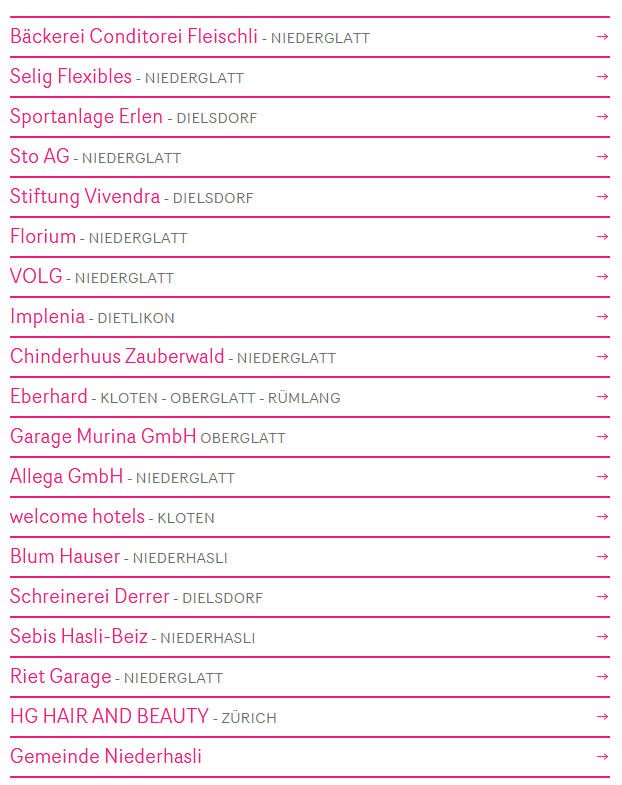 Bäckerei Conditorei Fleischli - NIEDERGLATT →
Selig Flexibles - NIEDERGLATT →
Sportanlage Erlen - DIELSDORF →
Sto AG - NIEDERGLATT →
Stiftung Vivendra - DIELSDORF →
Florium - NIEDERGLATT →
VOLG - NIEDERGLATT →
Implenia - DIETLIKON →
Chinderhuus Zauberwald - NIEDERGLATT →
Eberhard - KLOTEN - OBERGLATT - RÜMLANG →
Garage Murina GmbH OBERGLATT →
Allega GmbH - NIEDERGLATT →
welcome hotels - KLOTEN →
Blum Hauser - NIEDERHASLI →
Schreinerei Derrer - DIELSDORF →
Sebis Hasli-Beiz - NIEDERHASLI →
Riet Garage - NIEDERGLATT →
HG HAIR AND BEAUTY - ZÜRICH →
Gemeinde Niederhasli →